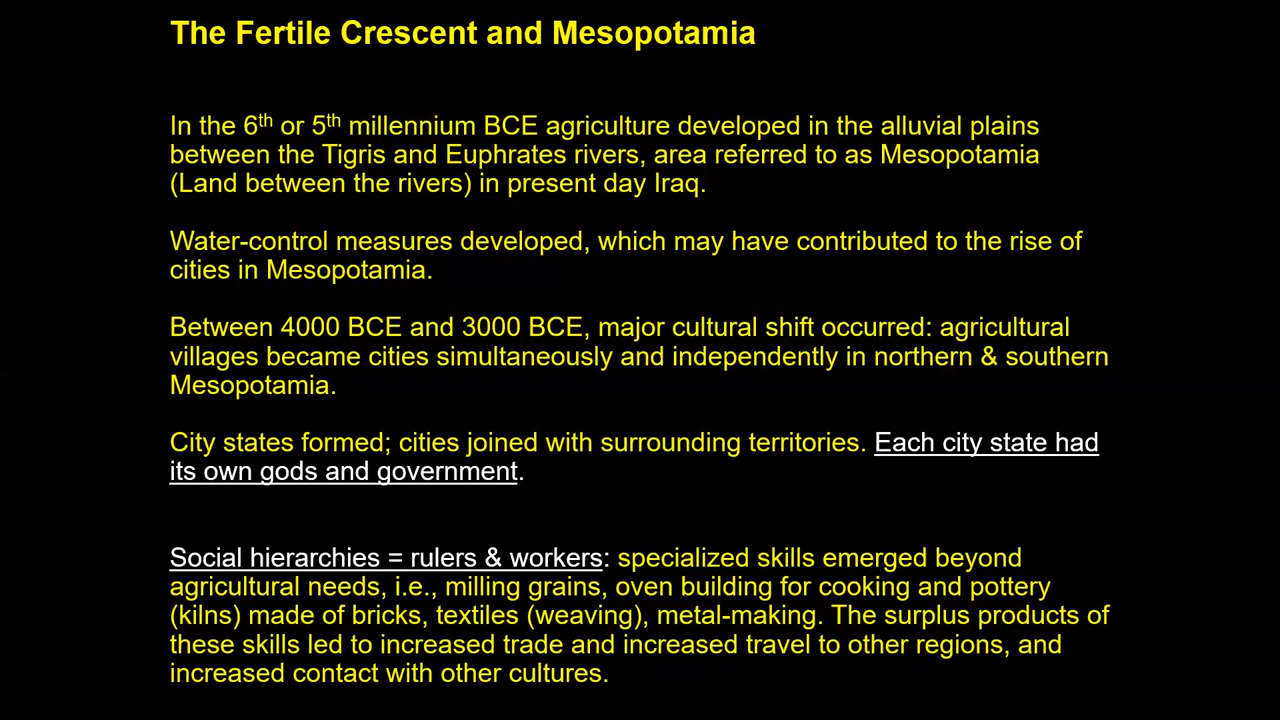 The Fertile Crescent and Mesopotamia
In the 6th or 5th millennium BCE agriculture developed in the alluvial plains
between the Tigris and Euphrates rivers, area referred to as Mesopotamia
(Land between the rivers) in present day Iraq.
Water-control measures developed, which may have contributed to the rise of
cities in Mesopotamia.
Between 4000 BCE and 3000 BCE, major cultural shift occurred: agricultural
villages became cities simultaneously and independently in northern & southern
Mesopotamia.
City states formed; cities joined with surrounding territories. Each city state had
its own gods and government.
Social hierarchies = rulers & workers: specialized skills emerged beyond
agricultural needs, i.e., milling grains, oven building for cooking and pottery
(kilns) made of bricks, textiles (weaving), metal-making. The surplus products of
these skills led to increased trade and increased travel to other regions, and
increased contact with other cultures.